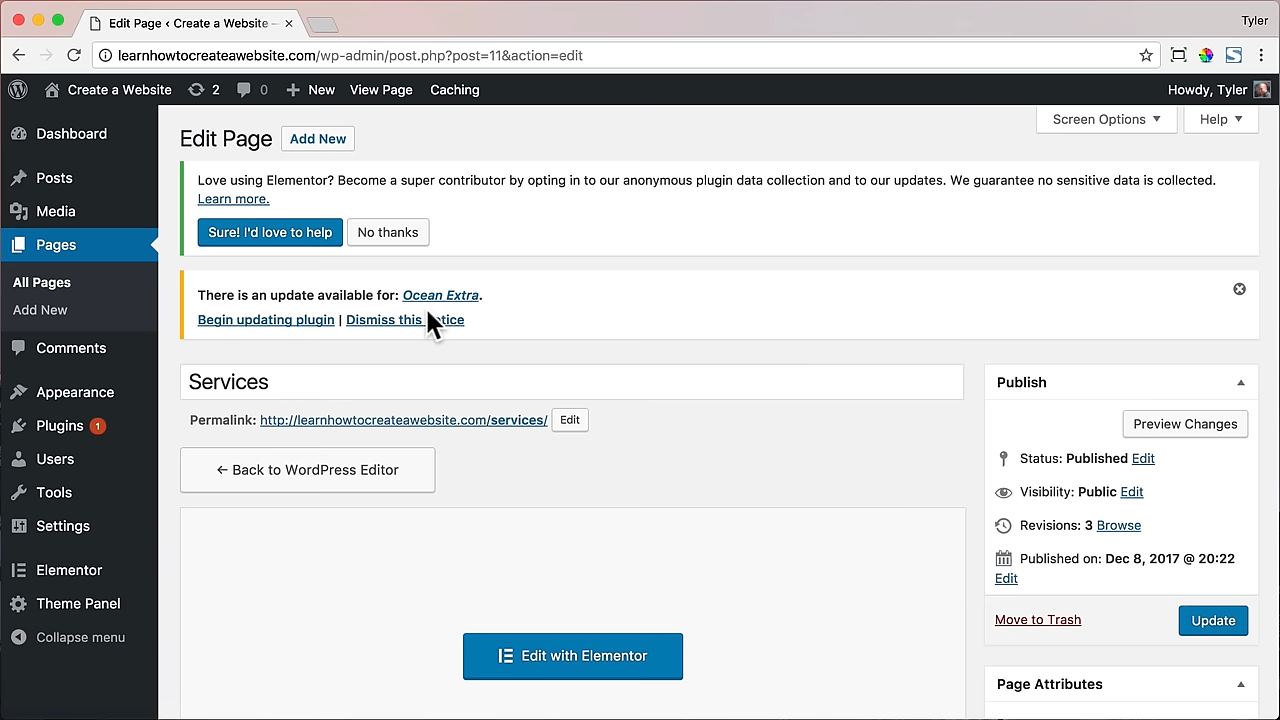 Edit Page ‹ Create a Website –
Tyler
learnhowtocreateawebsite.com/wp-admin/post.php?post=11&action=edit
Create a Website
2
0
New
View Page
Caching
Howdy, Tyler
Dashboard
Posts
Media
Pages
All Pages
Add New
Comments
Appearance
Plugins 1
Users
Tools
Settings
Elementor
Theme Panel
Collapse menu
Screen Options
Help
Edit Page
Add New
Love using Elementor? Become a super contributor by opting in to our anonymous plugin data collection and to our updates. We guarantee no sensitive data is collected.
Learn more.
Sure! I'd love to help
No thanks
There is an update available for: Ocean Extra.
Begin updating plugin | Dismiss this notice
Services
Permalink: http://learnhowtocreateawebsite.com/services/
Edit
← Back to WordPress Editor
Edit with Elementor
Publish
Preview Changes
Status: Published Edit
Visibility: Public Edit
Revisions: 3 Browse
Published on: Dec 8, 2017 @ 20:22
Edit
Move to Trash
Update
Page Attributes